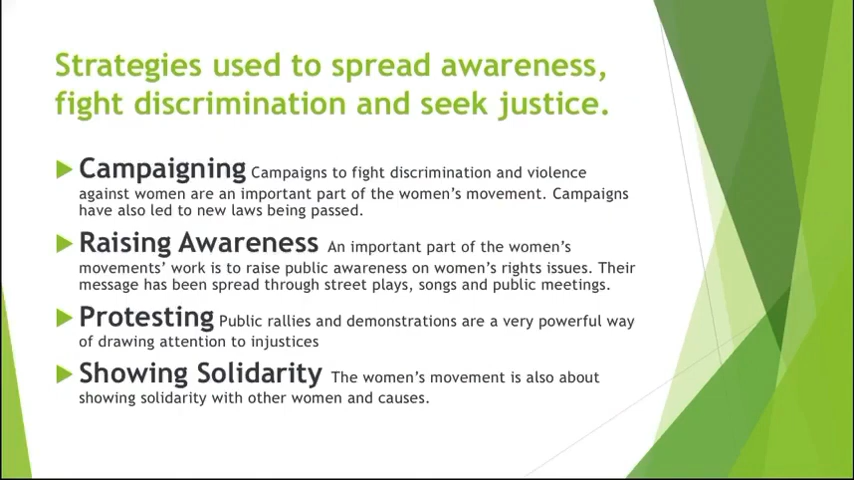 Strategies used to spread awareness,
fight discrimination and seek justice.
Campaigning Campaigns to fight discrimination and violence
against women are an important part of the women's movement. Campaigns
have also led to new laws being passed.
Raising Awareness An important part of the women's
movements' work is to raise public awareness on women's rights issues. Their
message has been spread through street plays, songs and public meetings.
Protesting Public rallies and demonstrations are a very powerful way
of drawing attention to injustices
Showing Solidarity The women's movement is also about
showing solidarity with other women and causes.